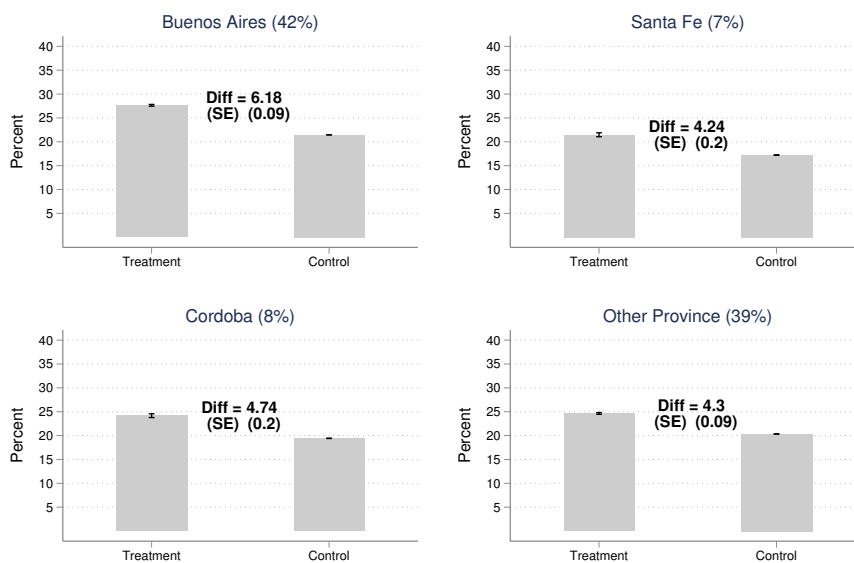 Buenos Aires (42%)
40
35
30
25
20
15
10
5
Percent
Diff = 6.18
(SE) (0.09)
Treatment
Control
Santa Fe (7%)
40
35
30
25
20
15
10
5
Percent
Diff = 4.24
(SE) (0.2)
Treatment
Control
Cordoba (8%)
40
35
30
25
20
15
10
5
Percent
Diff = 4.74
(SE) (0.2)
Treatment
Control
Other Province (39%)
40
35
30
25
20
15
10
5
Percent
Diff = 4.3
(SE) (0.09)
Treatment
Control